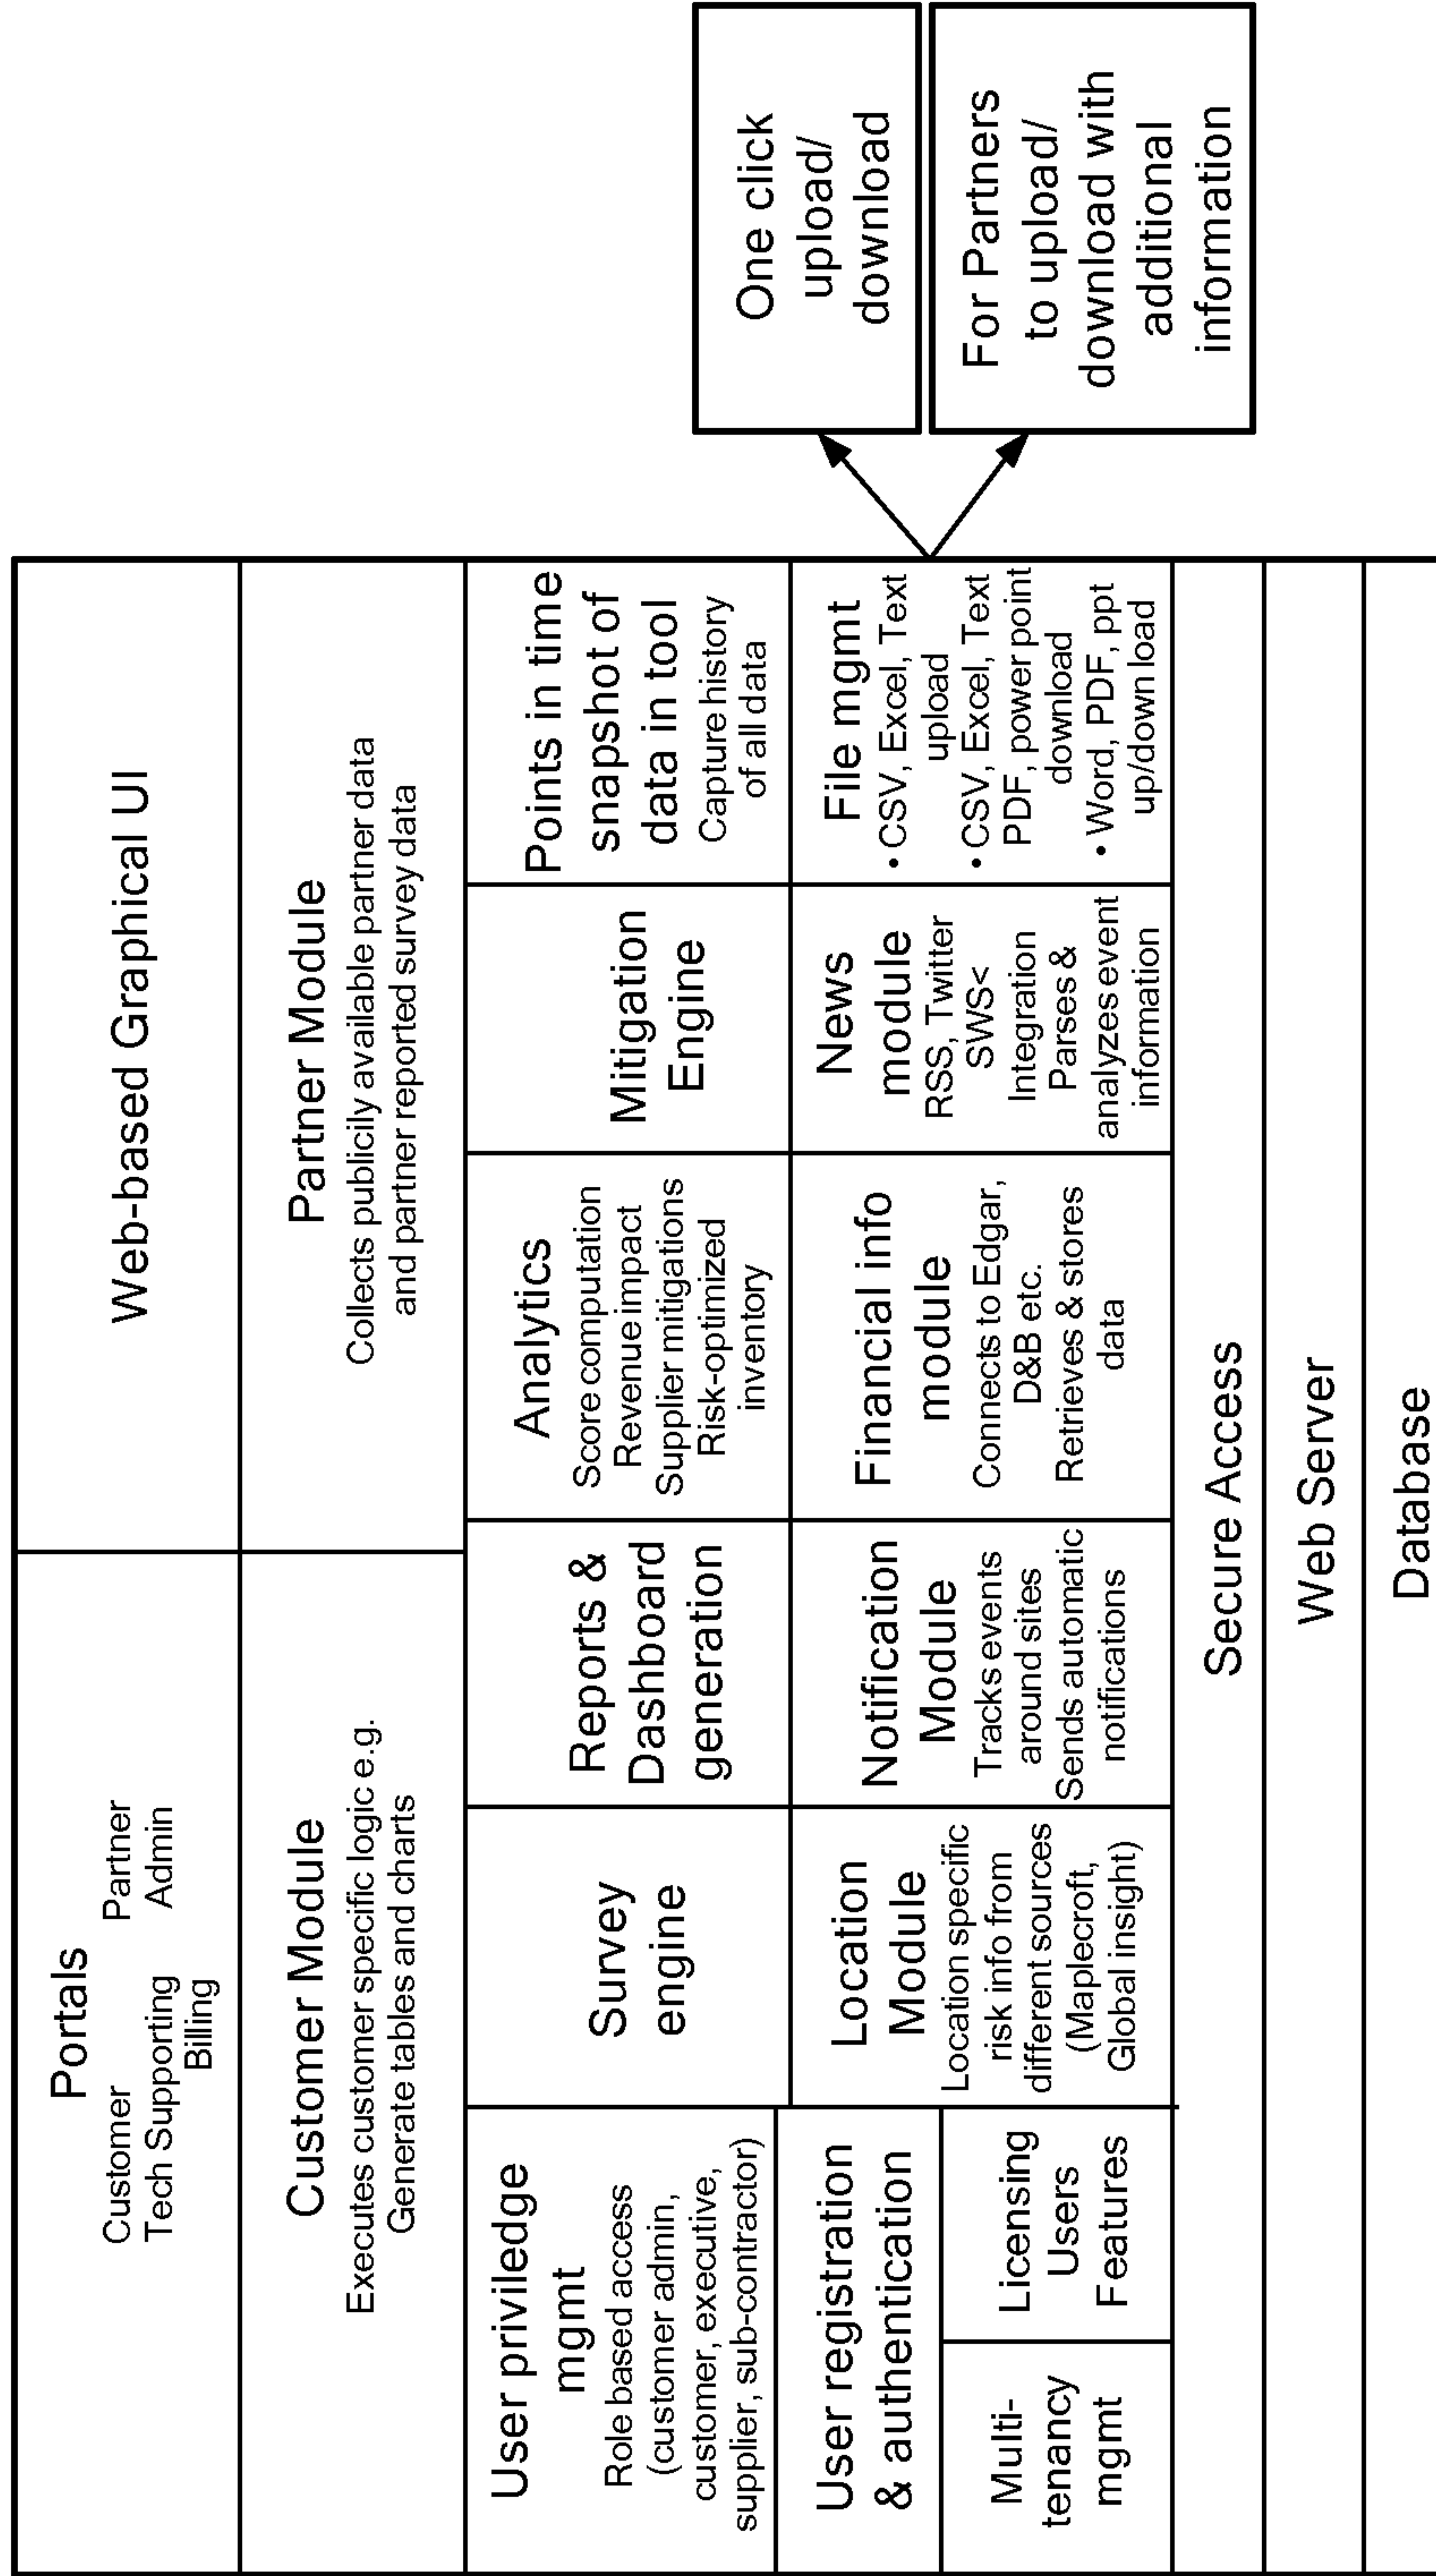 Portals
Customer Partner
Tech Supporting Admin
Billing
Web-based Graphical UI
Customer Module
Executes customer specific logic e.g.
Generate tables and charts
Partner Module
Collects publicily available partner data
and partner reported survey data
User priviledge
mgmt
Role based access
(customer admin,
customer, executive,
supplier, sub-contractor)
Survey
engine
Reports &
Dashboard
generation
Analytics
Score computation
Revenue impact
Supplier mitigations
Risk-optimized
inventory
Mitigation
Engine
Points in time
snapshot of
data in tool
Capture history
of all data
User registration
& authentication
Multi-
tenancy
mgmt
Licensing
Users
Features
Location
Module
Location specific
risk info from
different sources
(Maplecroft,
Global insight)
Notification
Module
Tracks events
around sites
Sends automatic
notifications
Financial info
module
Connects to Edgar,
D&B etc.
Retrieves & stores
data
News
module
RSS, Twitter
SWS<
Integration
Parses &
analyzes event
information
File mgmt
• CSV, Excel, Text
upload
• CSV, Excel, Text
PDF, power point
download
• Word, PDF, ppt
up/down load
One click
upload/
download
For Partners
to upload/
download with
additional
information
Secure Access
Web Server
Database